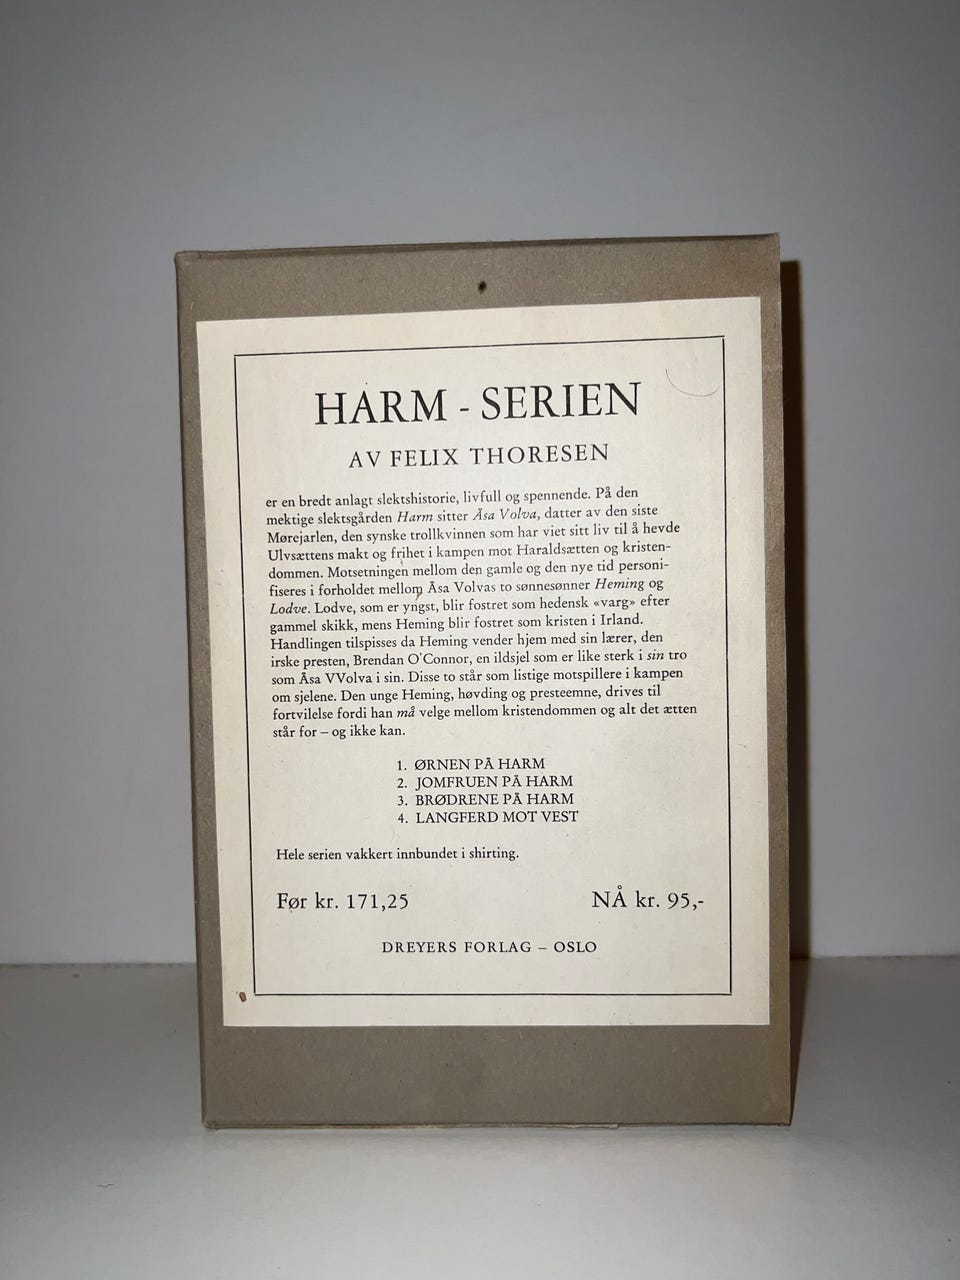 HARM - SERIEN
AV FELIX THORESEN
er en bredt anlagt slektshistorie, livfull og spennende. På den
mektige slektsgården Harm sitter Åsa Volva, datter av den siste
Mørejarlen, den synske trollkvinnen som har viet sitt liv til å hevde
Ulvsættens makt og frihet i kampen mot Haraldsætten og kristen-
dommen. Motsetningen mellom den gamle og den nye tid personi-
fiseres i forholdet mellom Åsa Volvas to sønnesønner Heming og
Lodve. Lodve, som er yngst, blir fostret som hedensk «varg» efter
gammel skikk, mens Heming blir fostret som kristen i Irland.
Handlingen tilspisses da Heming vender hjem med sin lærer, den
irske presten, Brendan O'Connor, en ildsjel som er like sterk i sin tro
som Åsa VVolva i sin. Disse to står som listige motspillere i kampen
om sjelene. Den unge Heming, høvding og presteemne, drives til
fortvilelse fordi han må velge mellom kristendommen og alt det ætten
står for – og ikke kan.
1. ØRNEN PÅ HARM
2. JOMFRUEN PÅ HARM
3. BRØDRENE PÅ HARM
4. LANGFERD MOT VEST
Hele serien vakkert innbundet i shirting.
Før kr. 171,25 NÅ kr. 95,-
DREYERS FORLAG – OSLO